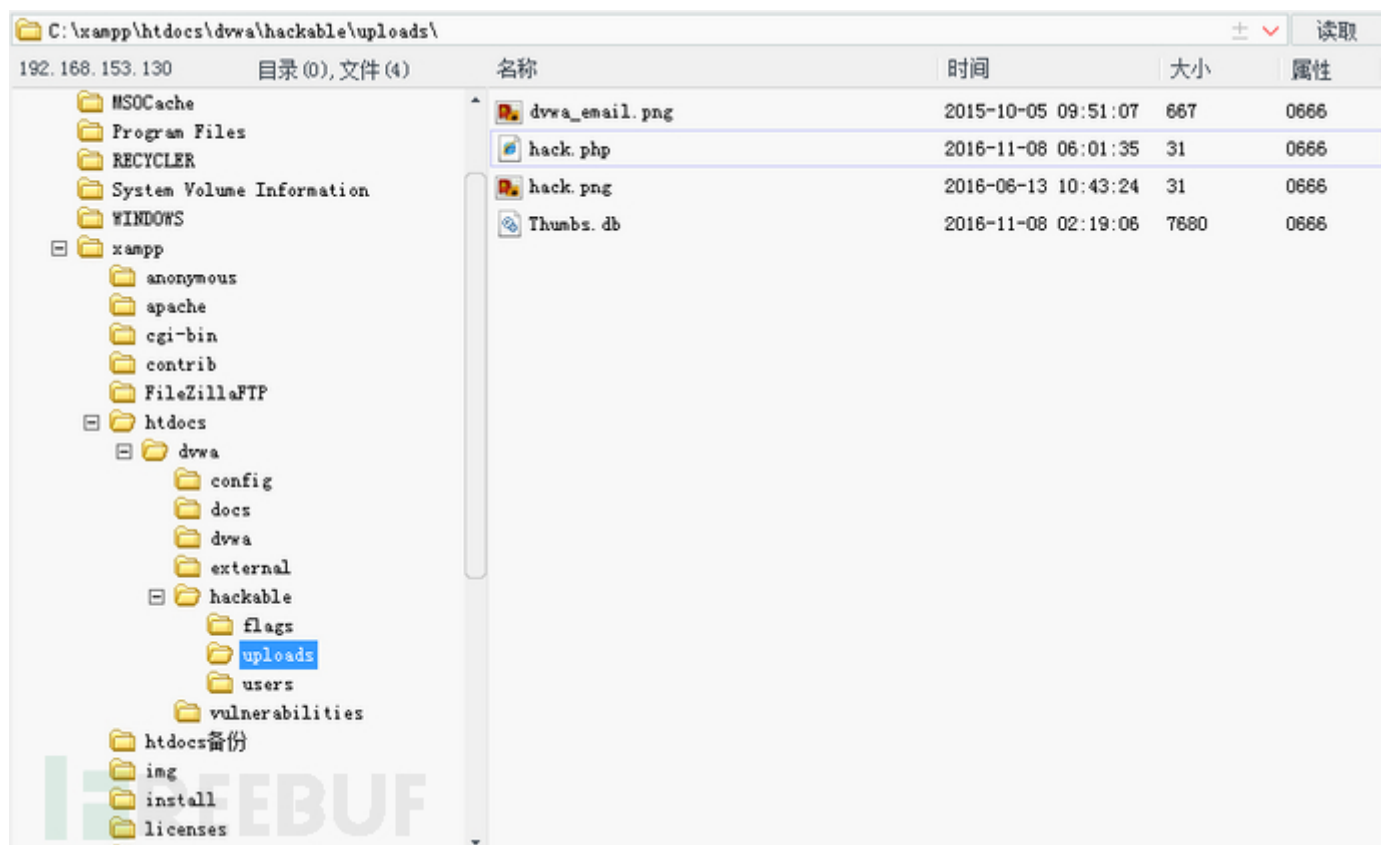 C:\xampp\htdocs\dvwa\hackable\uploads\ 读取
192.168.153.130 目录(0),文件(4) 名称 时间 大小 属性
MSOCache
Program Files
RECYCLER
System Volume Information
WINDOWS
xampp
anonymous
apache
cgi-bin
contrib
FileZillaFTP
htdocs
dvwa
config
docs
dvwa
external
hackable
flags
uploads
users
vulnerabilities
htdocs备份
img
install
licenses
dvwa_email.png 2015-10-05 09:51:07 667 0666
hack.php 2016-11-08 06:01:35 31 0666
hack.png 2016-06-13 10:43:24 31 0666
Thumbs.db 2016-11-08 02:19:06 7680 0666
FREEBUF